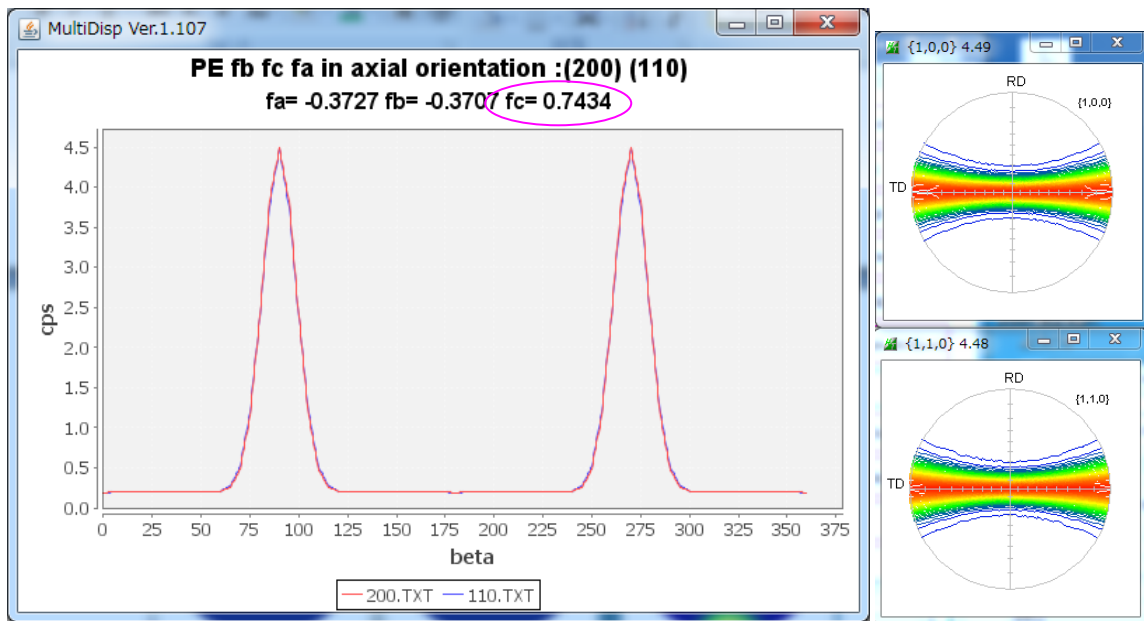 MultiDisp Ver.1.107
PE fb fc fa in axial orientation :(200) (110)
fa= -0.3727 fb= -0.3707 fc= 0.7434
4.5
4.0
3.5
3.0
2.5
2.0
1.5
1.0
0.5
0.0
cps
0 25 50 75 100 125 150 175 200 225 250 275 300 325 350 375
beta
200.TXT 110.TXT
{1,0,0} 4.49
RD
{1,0,0}
TD
{1,1,0} 4.48
RD
{1,1,0}
TD